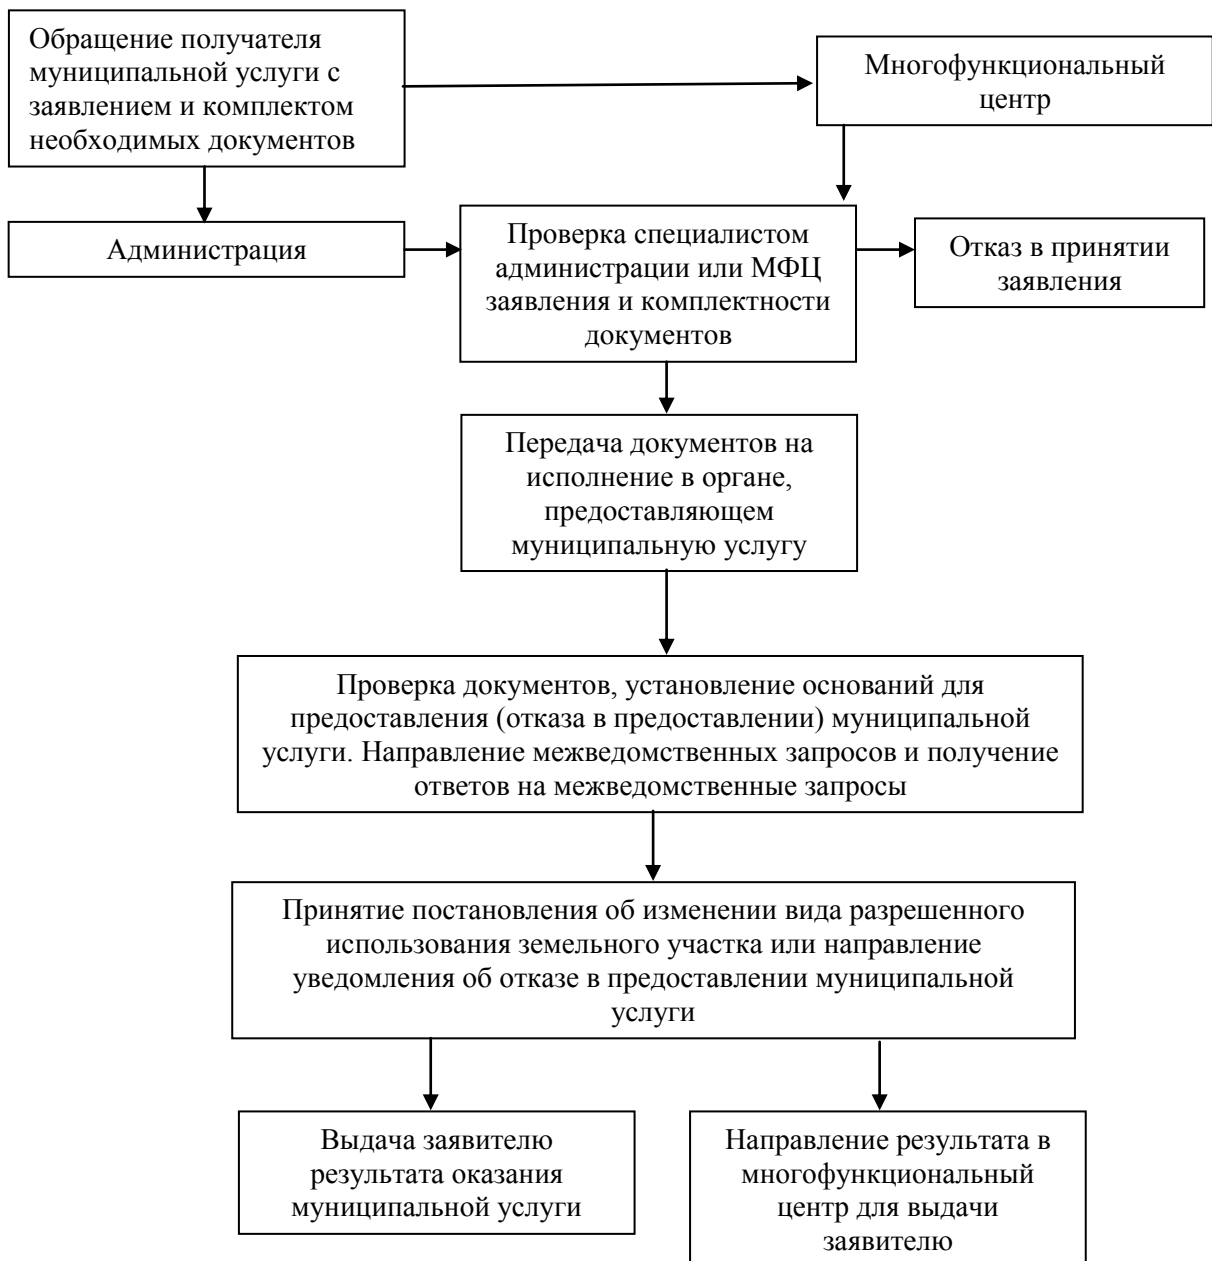 Обращение получателя
муниципальной услуги с
заявлением и комплектом
необходимых документов
Многофункциональный
центр
Администрация
Проверка специалистом
администрации или МФЦ
заявления и комплектности
документов
Отказ в принятии
заявления
Передача документов на
исполнение в органе,
предоставляющем
муниципальную услугу
Проверка документов, установление оснований для
предоставления (отказа в предоставлении) муниципальной
услуги. Направление межведомственных запросов и получение
ответов на межведомственные запросы
Принятие постановления об изменении вида разрешенного
использования земельного участка или направление
уведомления об отказе в предоставлении муниципальной
услуги
Выдача заявителю
результата оказания
муниципальной услуги
Направление результата в
многофункциональный
центр для выдачи
заявителю